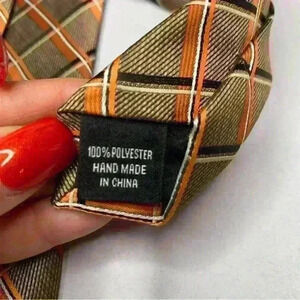 100% POLYESTER
HAND MADE
IN CHINA